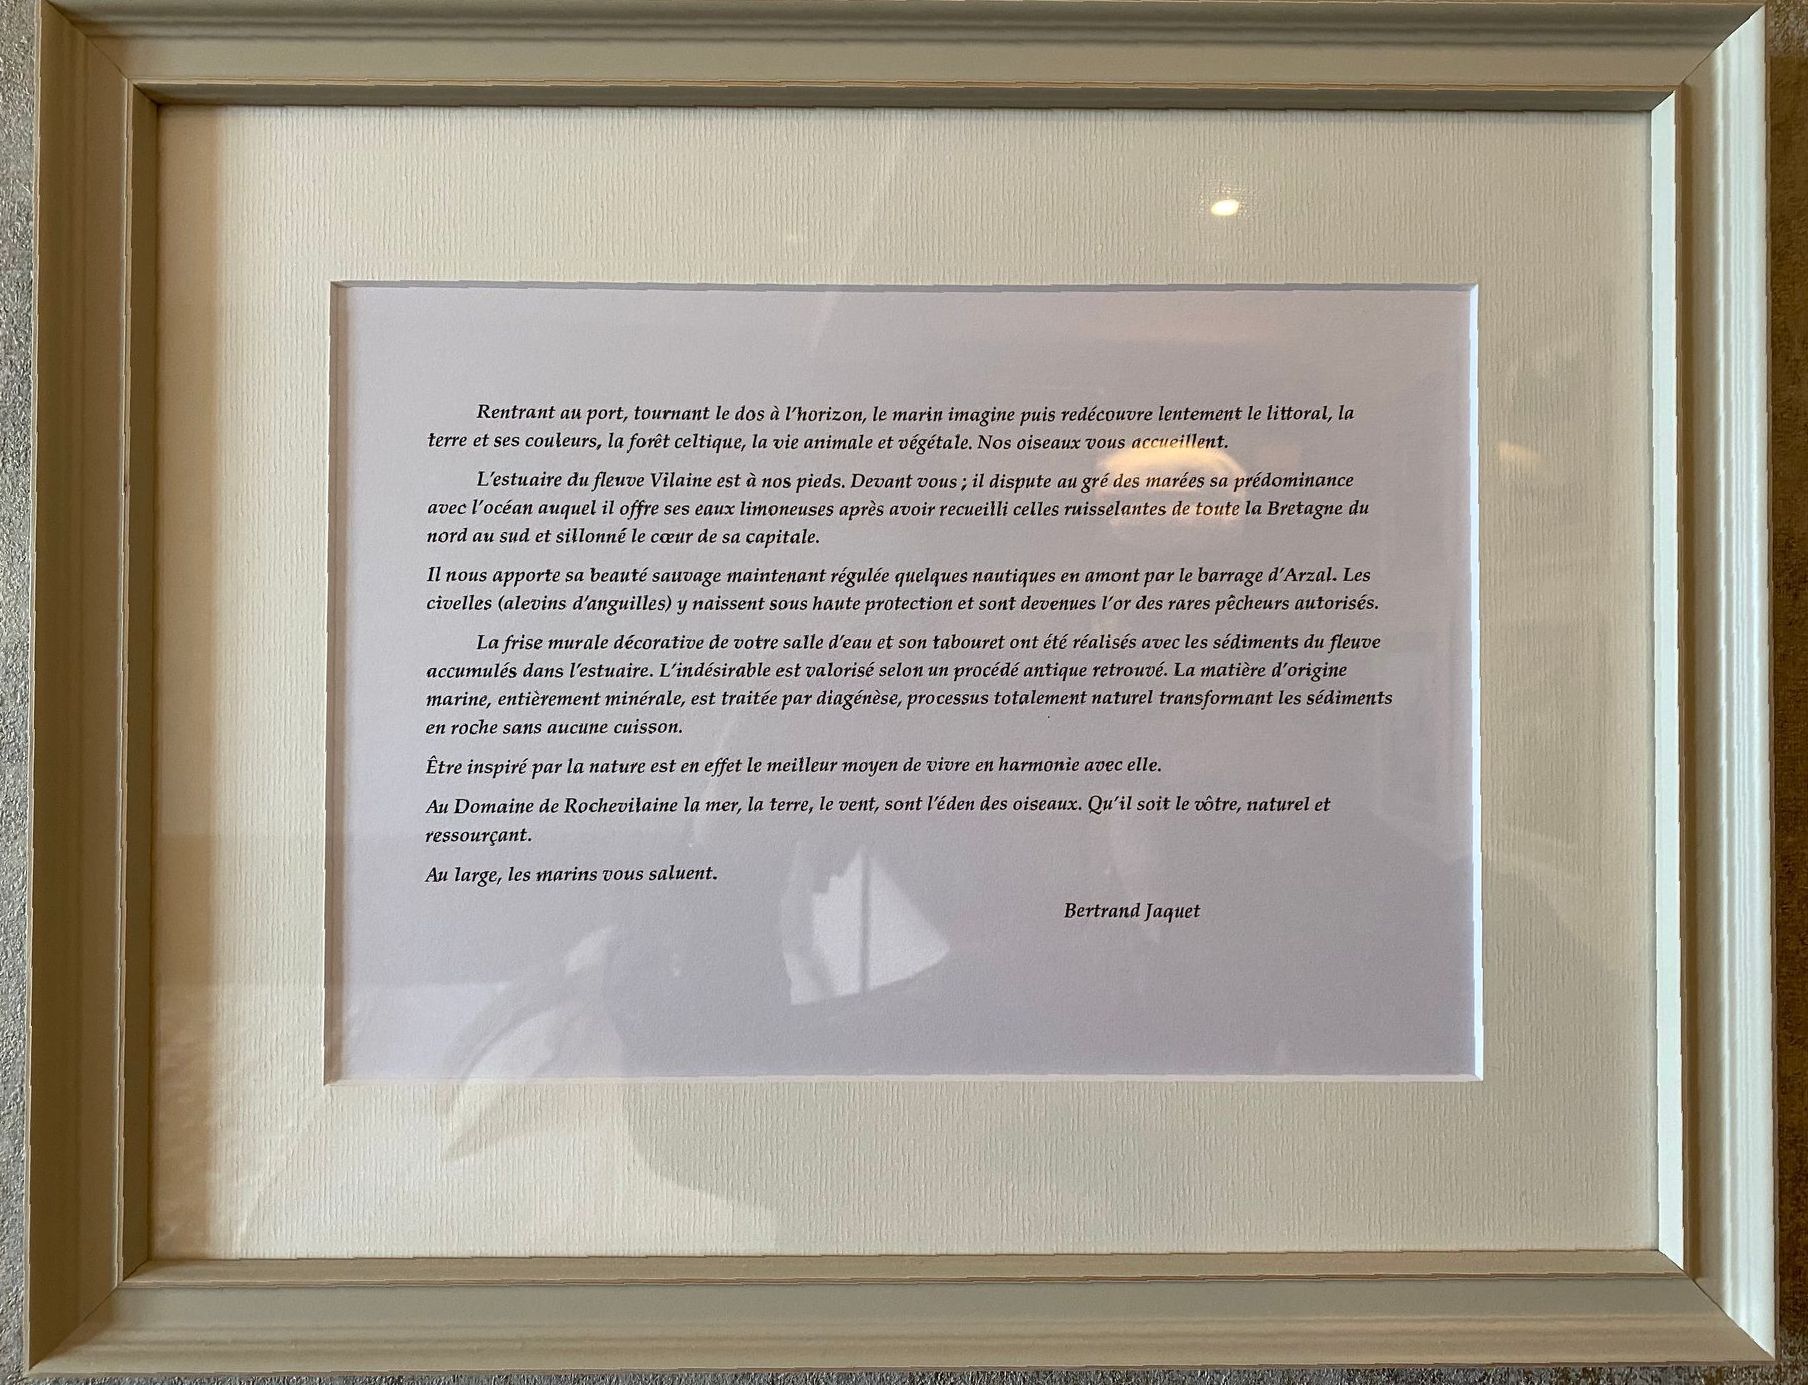 Rentrant au port, tournant le dos à l'horizon, le marin imagine puis redécouvre lentement le littoral, la
terre et ses couleurs, la forêt celtique, la vie animale et végétale. Nos oiseaux vous accueillent.
L'estuaire du fleuve Vilaine est à nos pieds. Devant vous ; il dispute au gré des marées sa prédominance
avec l'océan auquel il offre ses eaux limoneuses après avoir recueilli celles ruisselantes de toute la Bretagne du
nord au sud et sillonné le cœur de sa capitale.
Il nous apporte sa beauté sauvage maintenant régulée quelques nautiques en amont par le barrage d'Arzal. Les
civelles (alevins d'anguilles) y naissent sous haute protection et sont devenues l'or des rares pêcheurs autorisés.
La frise murale décorative de votre salle d'eau et son tabouret ont été réalisés avec les sédiments du fleuve
accumulés dans l'estuaire. L'indésirable est valorisé selon un procédé antique retrouvé. La matière d'origine
marine, entièrement minérale, est traitée par diagénèse, processus totalement naturel transformant les sédiments
en roche sans aucune cuisson.
Être inspiré par la nature est en effet le meilleur moyen de vivre en harmonie avec elle.
Au Domaine de Rochevilaine la mer, la terre, le vent, sont l'éden des oiseaux. Qu'il soit le vôtre, naturel et
ressourçant.
Au large, les marins vous saluent.
Bertrand Jaquet